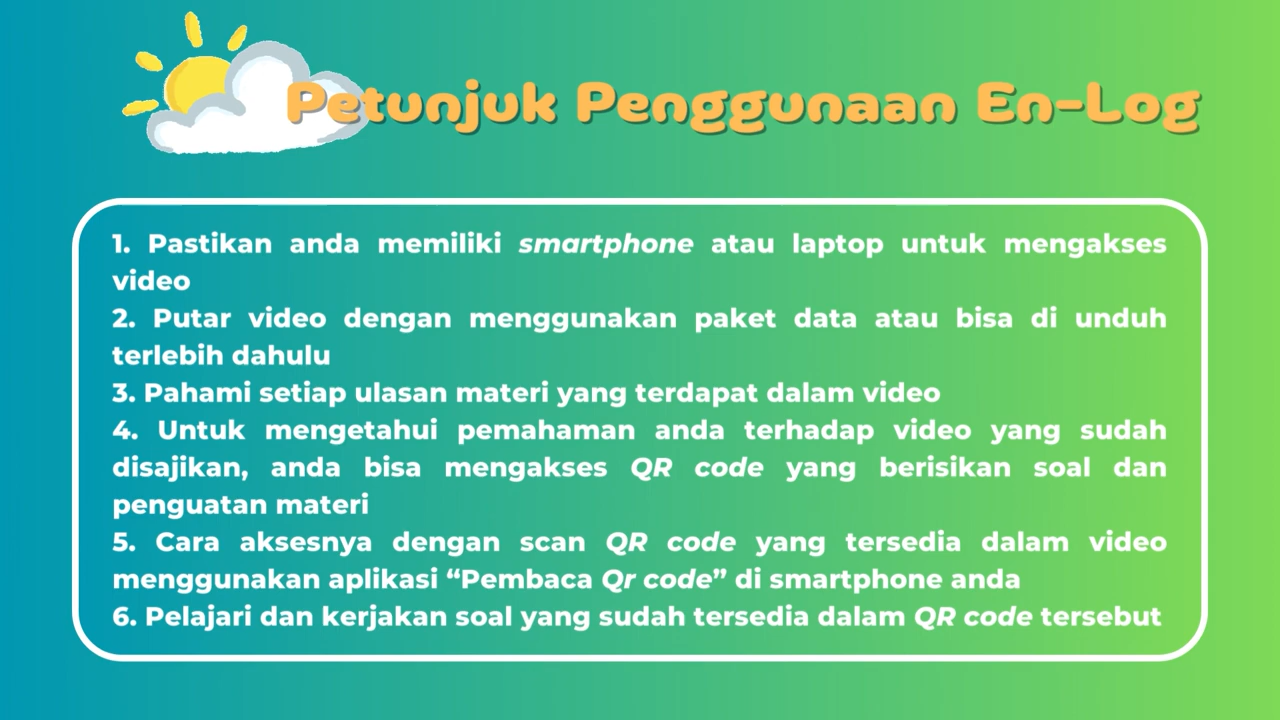 Petunjuk Penggunaan En-Log
1. Pastikan anda memiliki smartphone atau laptop untuk mengakses
video
2. Putar video dengan menggunakan paket data atau bisa di unduh
terlebih dahulu
3. Pahami setiap ulasan materi yang terdapat dalam video
4. Untuk mengetahui pemahaman anda terhadap video yang sudah
disajikan, anda bisa mengakses QR code yang berisikan soal dan
penguatan materi
5. Cara aksesnya dengan scan QR code yang tersedia dalam video
menggunakan aplikasi “Pembaca Qr code” di smartphone anda
6. Pelajari dan kerjakan soal yang sudah tersedia dalam QR code tersebut